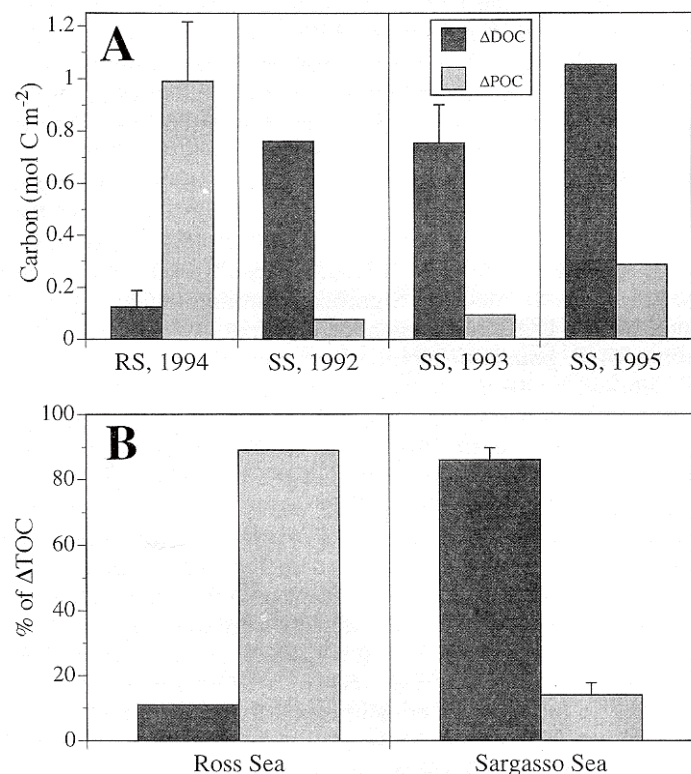 A
1.2
1
0.8
0.6
0.4
0.2
0
Carbon (mol C m⁻²)
ΔDOC
ΔPOC
RS, 1994
SS, 1992
SS, 1993
SS, 1995
B
100
80
60
40
20
0
% of ΔTOC
Ross Sea
Sargasso Sea